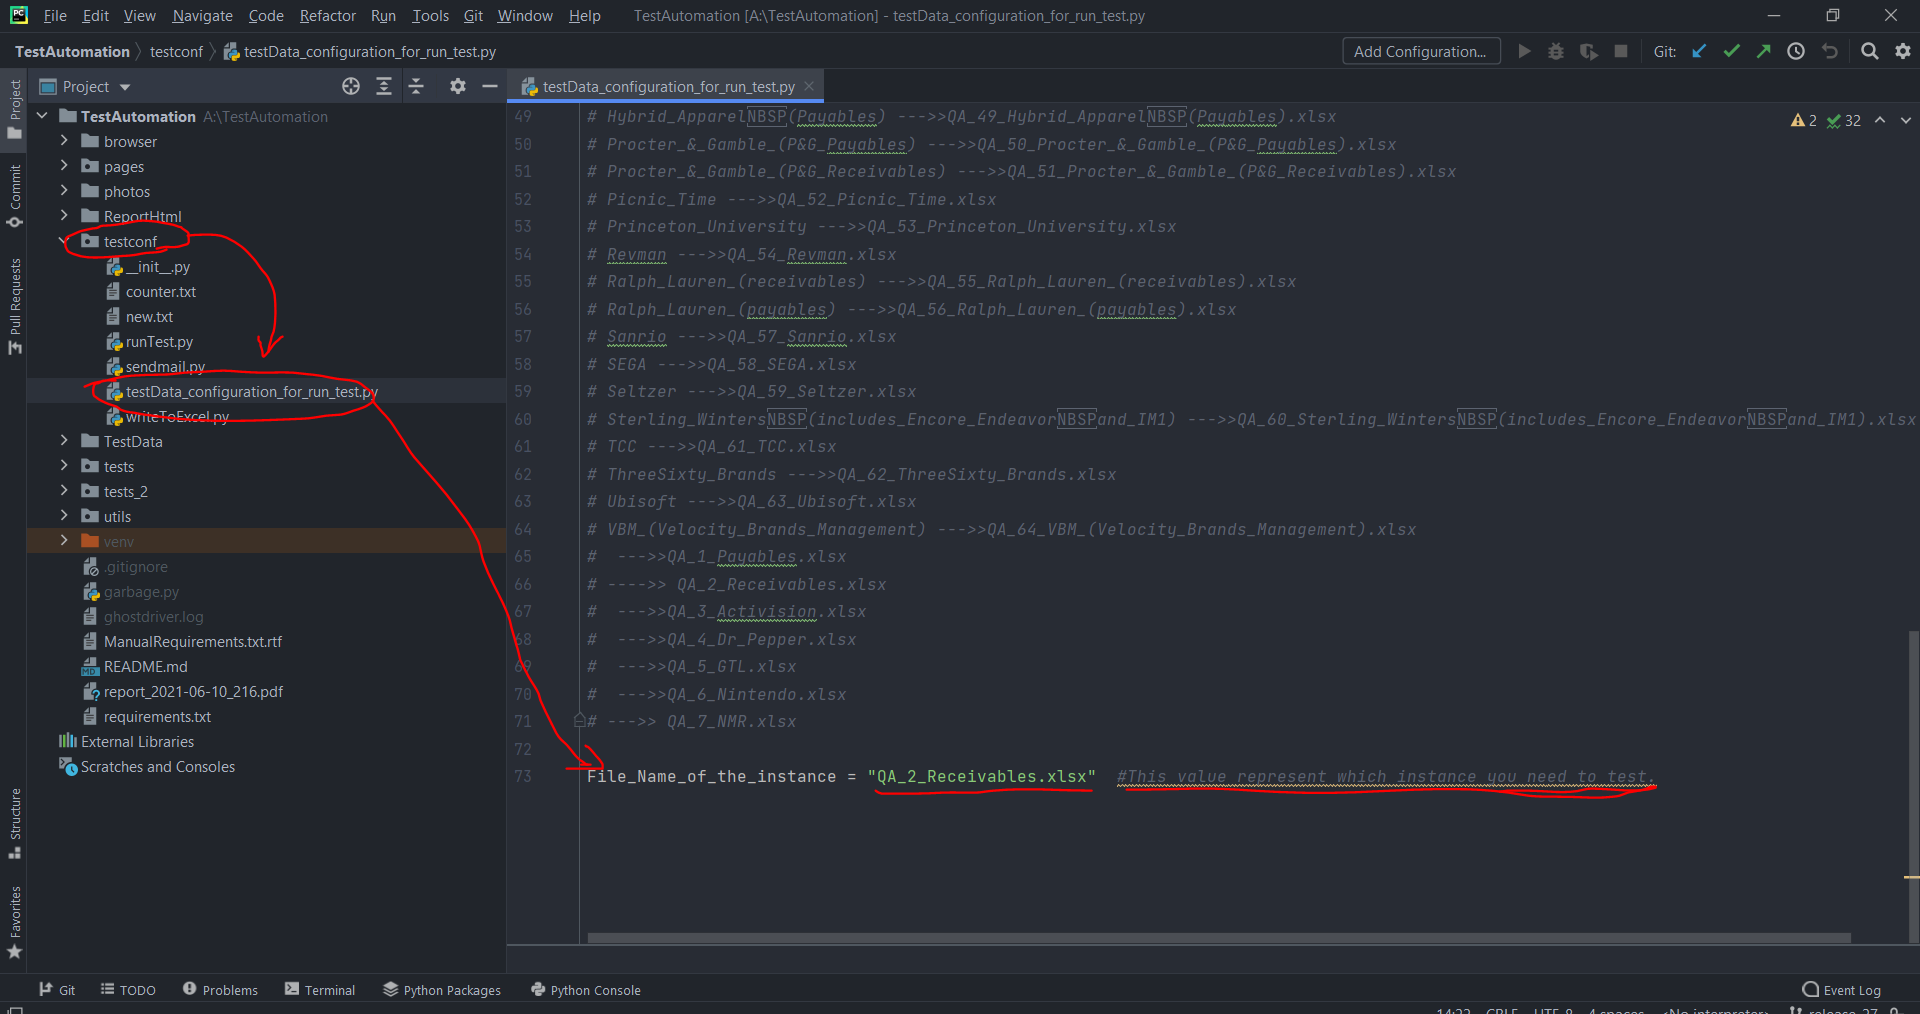 File Edit View Navigate Code Refactor Run Tools Git Window Help TestAutomation [A:\TestAutomation] - testData_configuration_for_run_test.py
TestAutomation testconf testData_configuration_for_run_test.py Add Configuration... Git:
Project
testData_configuration_for_run_test.py
Project
Commit
Pull Requests
Structure
Favorites
TestAutomation A:\TestAutomation
browser
pages
photos
ReportHtml
testconf
__init__.py
counter.txt
new.txt
runTest.py
sendmail.py
testData_configuration_for_run_test.py
writeToExcel.py
TestData
tests
tests_2
utils
venv
.gitignore
garbage.py
ghostdriver.log
ManualRequirements.txt.rtf
README.md
report_2021-06-10_216.pdf
requirements.txt
External Libraries
Scratches and Consoles
2 32
49 # Hybrid_ApparelNBSP(Payables) --->>QA_49_Hybrid_ApparelNBSP(Payables).xlsx
50 # Procter_&_Gamble_(P&G_Payables) --->>QA_50_Procter_&_Gamble_(P&G_Payables).xlsx
51 # Procter_&_Gamble_(P&G_Receivables) --->>QA_51_Procter_&_Gamble_(P&G_Receivables).xlsx
52 # Picnic_Time --->>QA_52_Picnic_Time.xlsx
53 # Princeton_University --->>QA_53_Princeton_University.xlsx
54 # Revman --->>QA_54_Revman.xlsx
55 # Ralph_Lauren_(receivables) --->>QA_55_Ralph_Lauren_(receivables).xlsx
56 # Ralph_Lauren_(payables) --->>QA_56_Ralph_Lauren_(payables).xlsx
57 # Sanrio --->>QA_57_Sanrio.xlsx
58 # SEGA --->>QA_58_SEGA.xlsx
59 # Seltzer --->>QA_59_Seltzer.xlsx
60 # Sterling_WintersNBSP(includes_Encore_EndeavorNBSPand_IM1) --->>QA_60_Sterling_WintersNBSP(includes_Encore_EndeavorNBSPand_IM1).xlsx
61 # TCC --->>QA_61_TCC.xlsx
62 # ThreeSixty_Brands --->>QA_62_ThreeSixty_Brands.xlsx
63 # Ubisoft --->>QA_63_Ubisoft.xlsx
64 # VBM_(Velocity_Brands_Management) --->>QA_64_VBM_(Velocity_Brands_Management).xlsx
65 # --->>QA_1_Payables.xlsx
66 # ---->> QA_2_Receivables.xlsx
67 # --->>QA_3_Activision.xlsx
68 # --->>QA_4_Dr_Pepper.xlsx
69 # --->>QA_5_GTL.xlsx
70 # --->>QA_6_Nintendo.xlsx
71 # --->> QA_7_NMR.xlsx
72
73 File_Name_of_the_instance = "QA_2_Receivables.xlsx" #This value represent which instance you need to test.
Git TODO Problems Terminal Python Packages Python Console Event Log
14:22 CRLF UTF-8 4 spaces <No interpreter> release_27